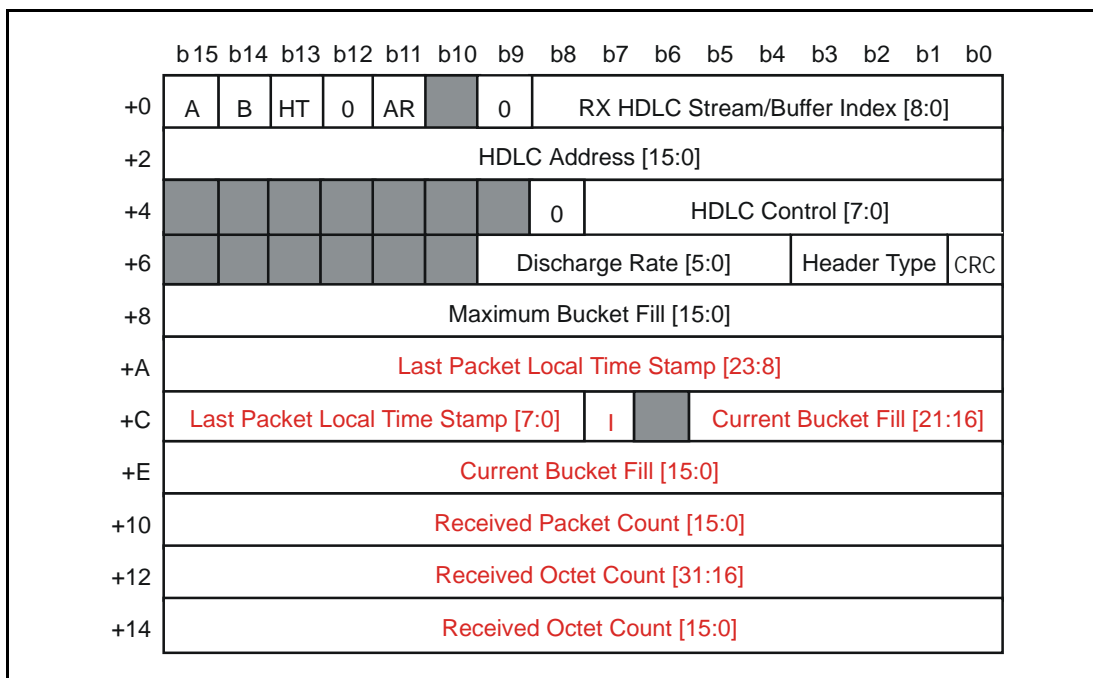 b15 b14 b13 b12 b11 b10 b9 b8 b7 b6 b5 b4 b3 b2 b1 b0
+0 A B HT 0 AR 0 RX HDLC Stream/Buffer Index [8:0]
+2 HDLC Address [15:0]
+4 0 HDLC Control [7:0]
+6 Discharge Rate [5:0] Header Type CRC
+8 Maximum Bucket Fill [15:0]
+A Last Packet Local Time Stamp [23:8]
+C Last Packet Local Time Stamp [7:0] I Current Bucket Fill [21:16]
+E Current Bucket Fill [15:0]
+10 Received Packet Count [15:0]
+12 Received Octet Count [31:16]
+14 Received Octet Count [15:0]